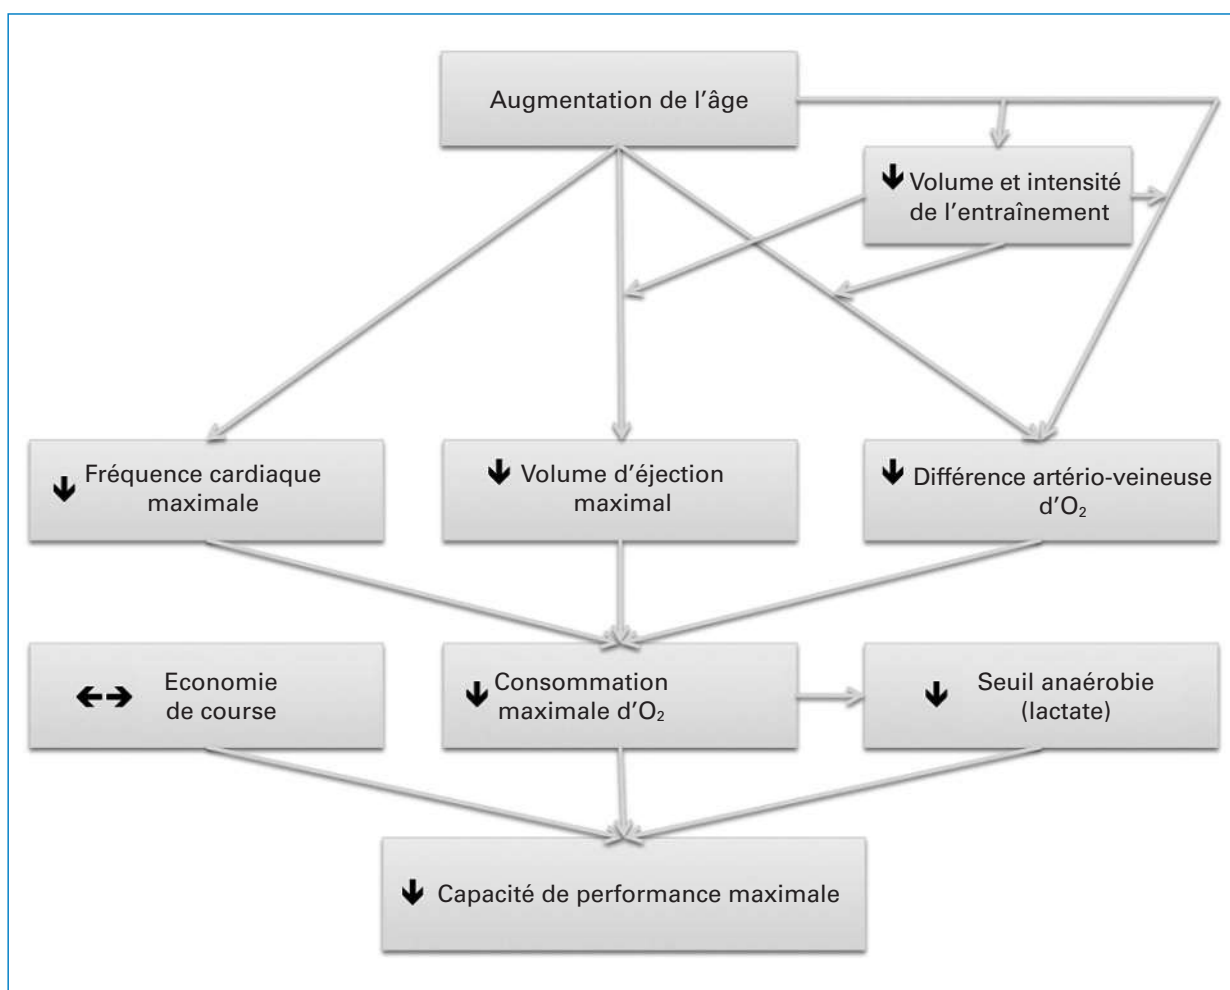 Augmentation de l’âge
↓ Volume et intensité
de l’entraînement
↓ Fréquence cardiaque
maximale
↓ Volume d’éjection
maximal
↓ Différence artério-veineuse
d’O₂
←→ Economie
de course
↓ Consommation
maximale d’O₂
↓ Seuil anaérobie
(lactate)
↓ Capacité de performance maximale